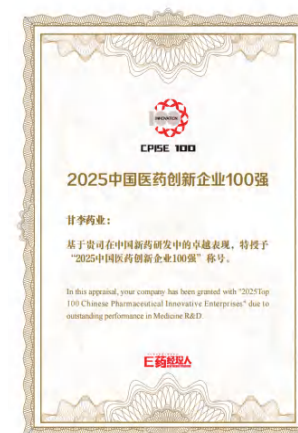 100
INNOVATION
CPISE 100
2025中国医药创新企业100强
甘李药业：
基于贵司在中国新药研发中的卓越表现，特授予
“2025中国医药创新企业100强”称号。
In this appraisal, your company has been granted with "2025Top
100 Chinese Pharmaceutical Innovative Enterprises" due to
outstanding performance in Medicine R&D
E药经理人